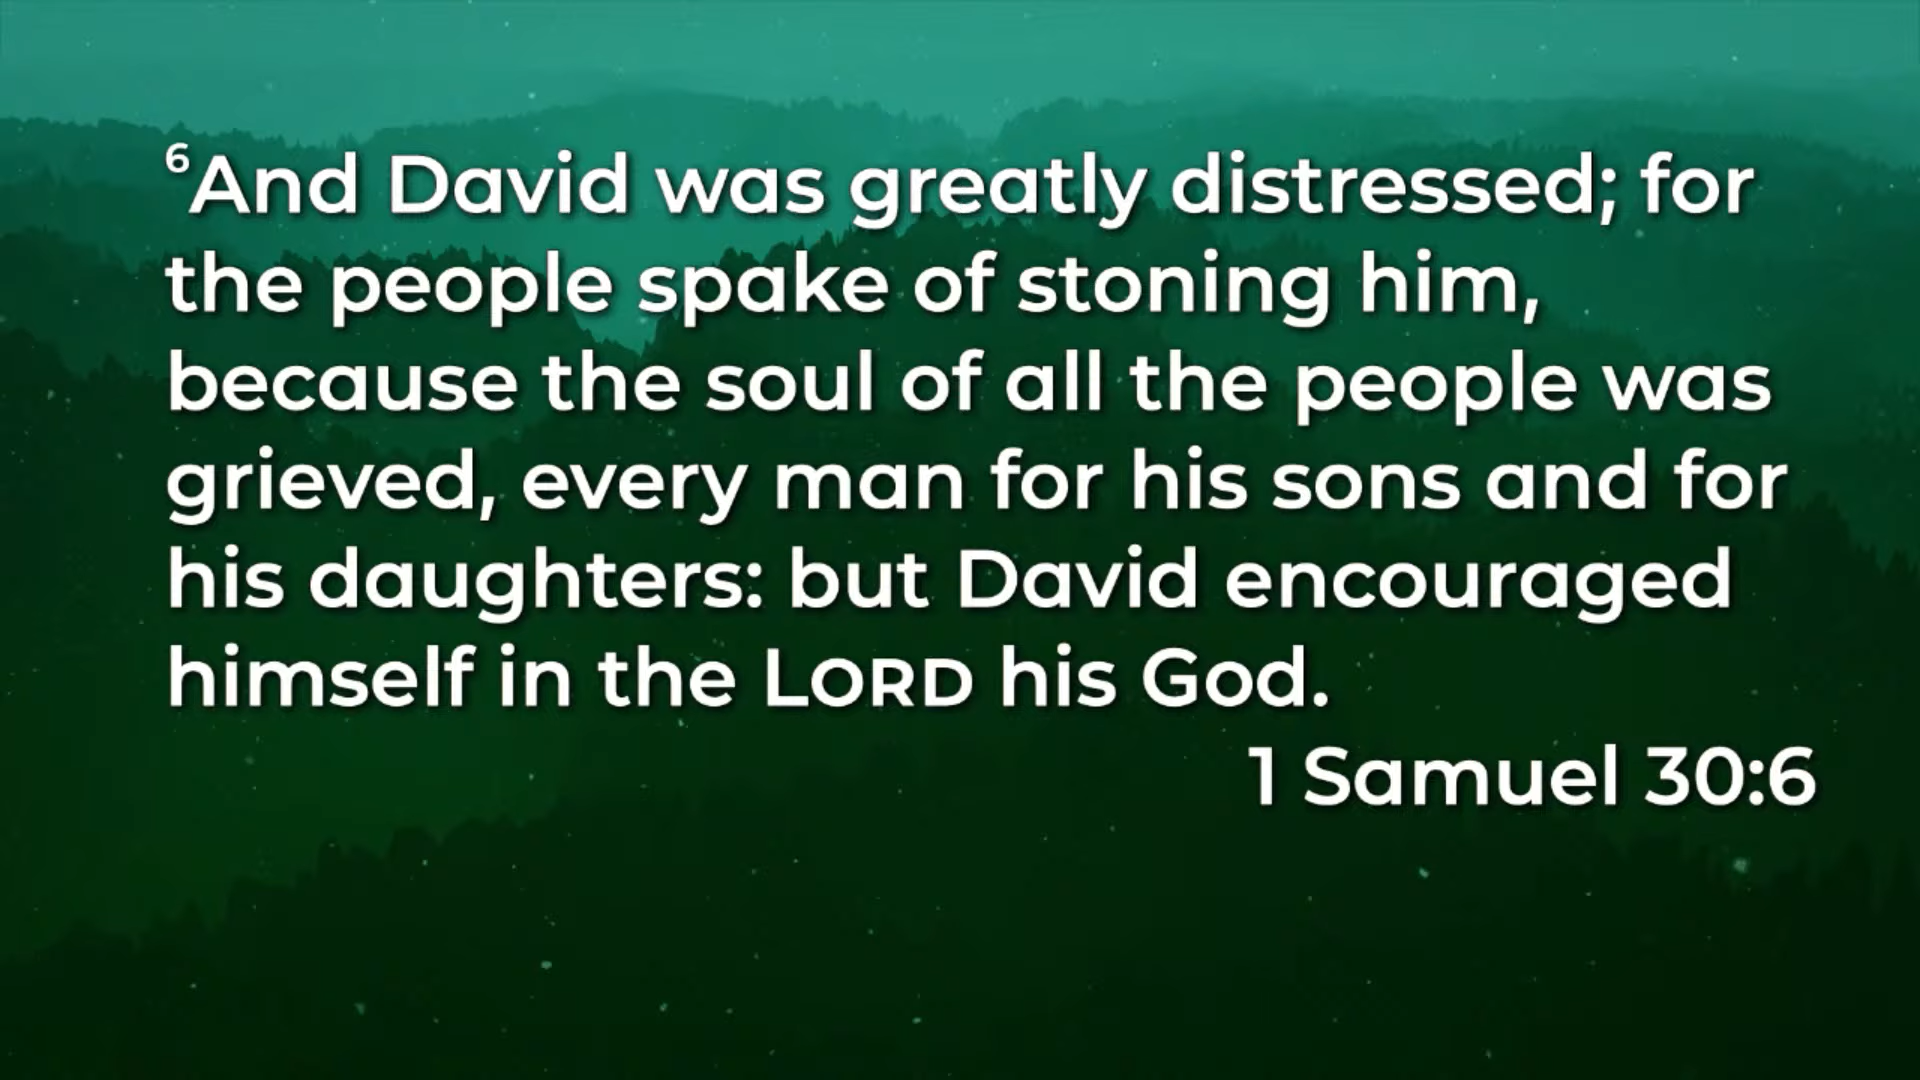 ⁶And David was greatly distressed; for
the people spake of stoning him,
because the soul of all the people was
grieved, every man for his sons and for
his daughters: but David encouraged
himself in the LORD his God.
1 Samuel 30:6